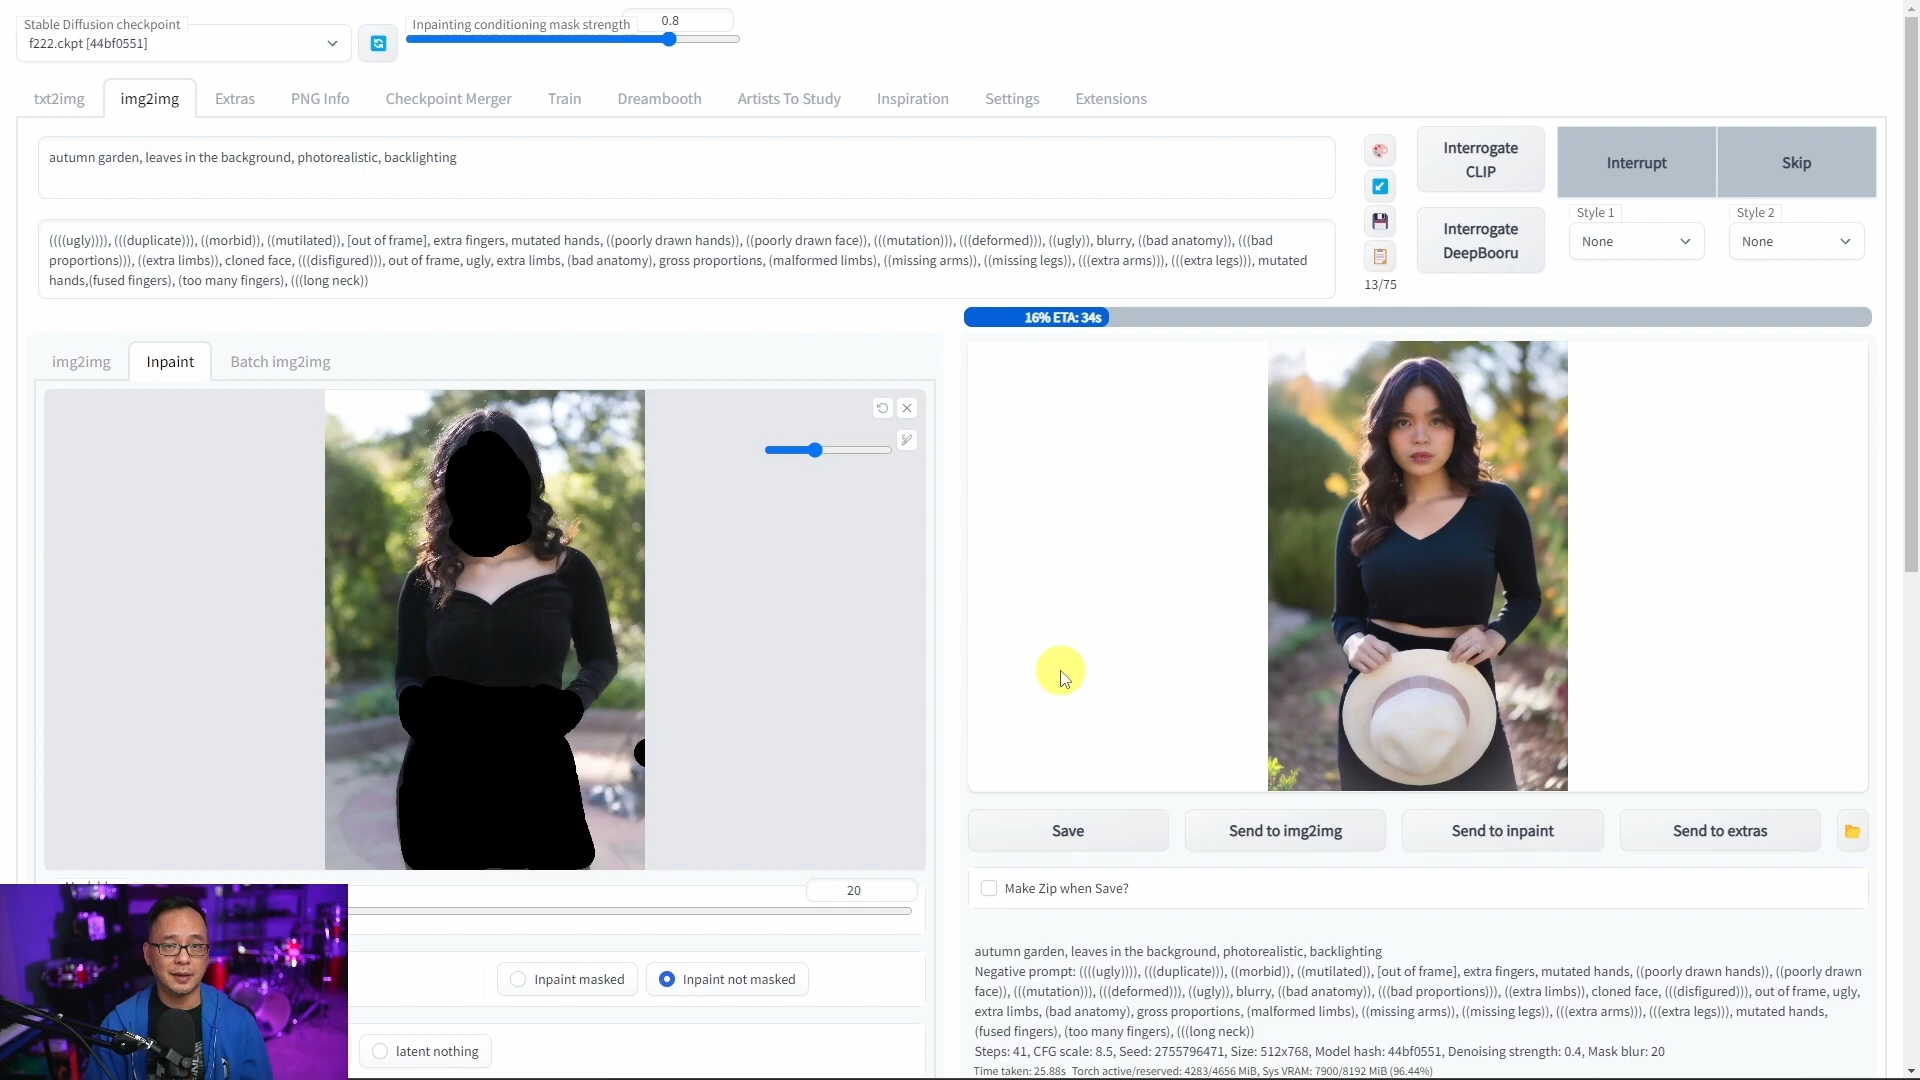 Stable Diffusion checkpoint
f222.ckpt [44bf0551]
Inpainting conditioning mask strength
0.8
txt2img
img2img
Extras
PNG Info
Checkpoint Merger
Train
Dreambooth
Artists To Study
Inspiration
Settings
Extensions
autumn garden, leaves in the background, photorealistic, backlighting
((((ugly)))), (((duplicate))), ((morbid)), ((mutilated)), [out of frame], extra fingers, mutated hands, ((poorly drawn hands)), ((poorly drawn face)), (((mutation))), (((deformed))), ((ugly)), blurry, ((bad anatomy)), (((bad
proportions))), ((extra limbs)), cloned face, (((disfigured))), out of frame, ugly, extra limbs, (bad anatomy), gross proportions, (malformed limbs), ((missing arms)), ((missing legs)), (((extra arms))), (((extra legs))), mutated
hands,(fused fingers), (too many fingers), (((long neck))
13/75
Interrogate
CLIP
Interrogate
DeepBooru
Interrupt
Skip
Style 1
None
Style 2
None
16% ETA: 34s
img2img
Inpaint
Batch img2img
20
Inpaint masked
Inpaint not masked
latent nothing
Save
Send to img2img
Send to inpaint
Send to extras
Make Zip when Save?
autumn garden, leaves in the background, photorealistic, backlighting
Negative prompt: ((((ugly)))), (((duplicate))), ((morbid)), ((mutilated)), [out of frame], extra fingers, mutated hands, ((poorly drawn hands)), ((poorly drawn
face)), (((mutation))), (((deformed))), ((ugly)), blurry, ((bad anatomy)), (((bad proportions))), ((extra limbs)), cloned face, (((disfigured))), out of frame, ugly,
extra limbs, (bad anatomy), gross proportions, (malformed limbs), ((missing arms)), ((missing legs)), (((extra arms))), (((extra legs))), mutated hands,
(fused fingers), (too many fingers), (((long neck))
Steps: 41, CFG scale: 8.5, Seed: 2755796471, Size: 512x768, Model hash: 44bf0551, Denoising strength: 0.4, Mask blur: 20
Time taken: 25.88s Torch active/reserved: 4283/4656 MiB, Sys VRAM: 7900/8192 MiB (96.44%)